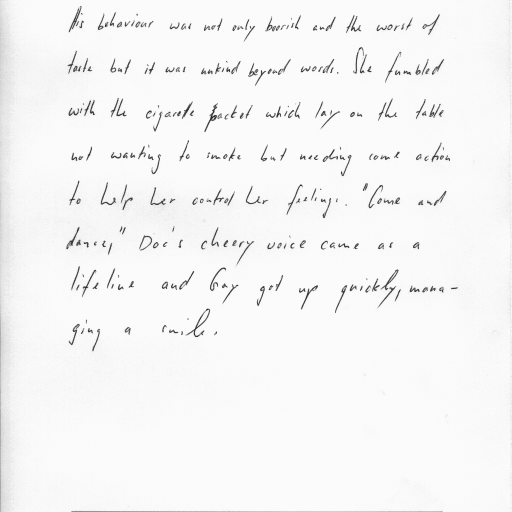 His behaviour was not only boorish and the worst of
taste but it was unkind beyond words. She fumbled
with the cigarette packet which lay on the table
not wanting to smoke but needing some action
to help her control her feelings. "Come and
dance," Doc's cheery voice came as a
lifeline and Gay got up quickly, mana-
ging a smile.